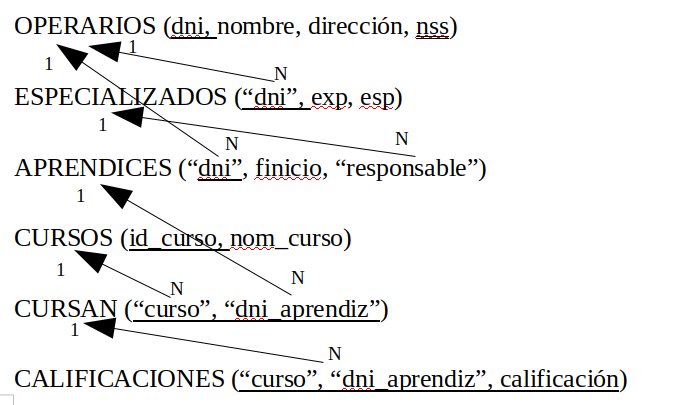 OPERARIOS (dni, nombre, dirección, nss)
1
1
N
ESPECIALIZADOS (“dni”, exp, esp)
1
N
N
APRENDICES (“dni”, finicio, “responsable”)
1
CURSOS (id_curso, nom_curso)
1
N
N
CURSAN (“curso”, “dni_aprendiz”)
1
N
CALIFICACIONES (“curso”, “dni_aprendiz”, calificación)